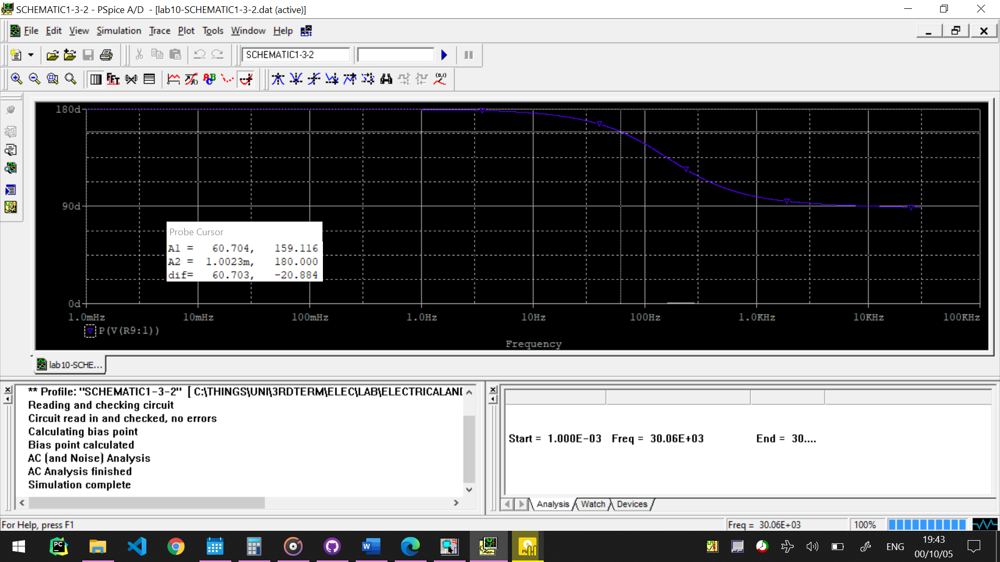 SCHEMATIC1-3-2 - PSpice A/D - [lab10-SCHEMATIC1-3-2.dat (active)]
File Edit View Simulation Trace Plot Tools Window Help
SCHEMATIC1-3-2
180d
90d
0d
Probe Cursor
A1 = 60.704, 159.116
A2 = 1.0023m, 180.000
dif= 60.703, -20.884
1.0mHz 10mHz 100mHz 1.0Hz 10Hz 100Hz 1.0KHz 10KHz 100KHz
P(V(R9:1))
Frequency
lab10-SCHE...
** Profile: "SCHEMATIC1-3-2" [ C:\THINGS\UNI\3RDTERM\ELEC\LAB\ELECTRICALAND
Reading and checking circuit
Circuit read in and checked, no errors
Calculating bias point
Bias point calculated
AC (and Noise) Analysis
AC Analysis finished
Simulation complete
Start = 1.000E-03 Freq = 30.06E+03 End = 30....
Analysis Watch Devices
For Help, press F1
Freq = 30.06E+03 100%
19:43
ENG
00/10/05